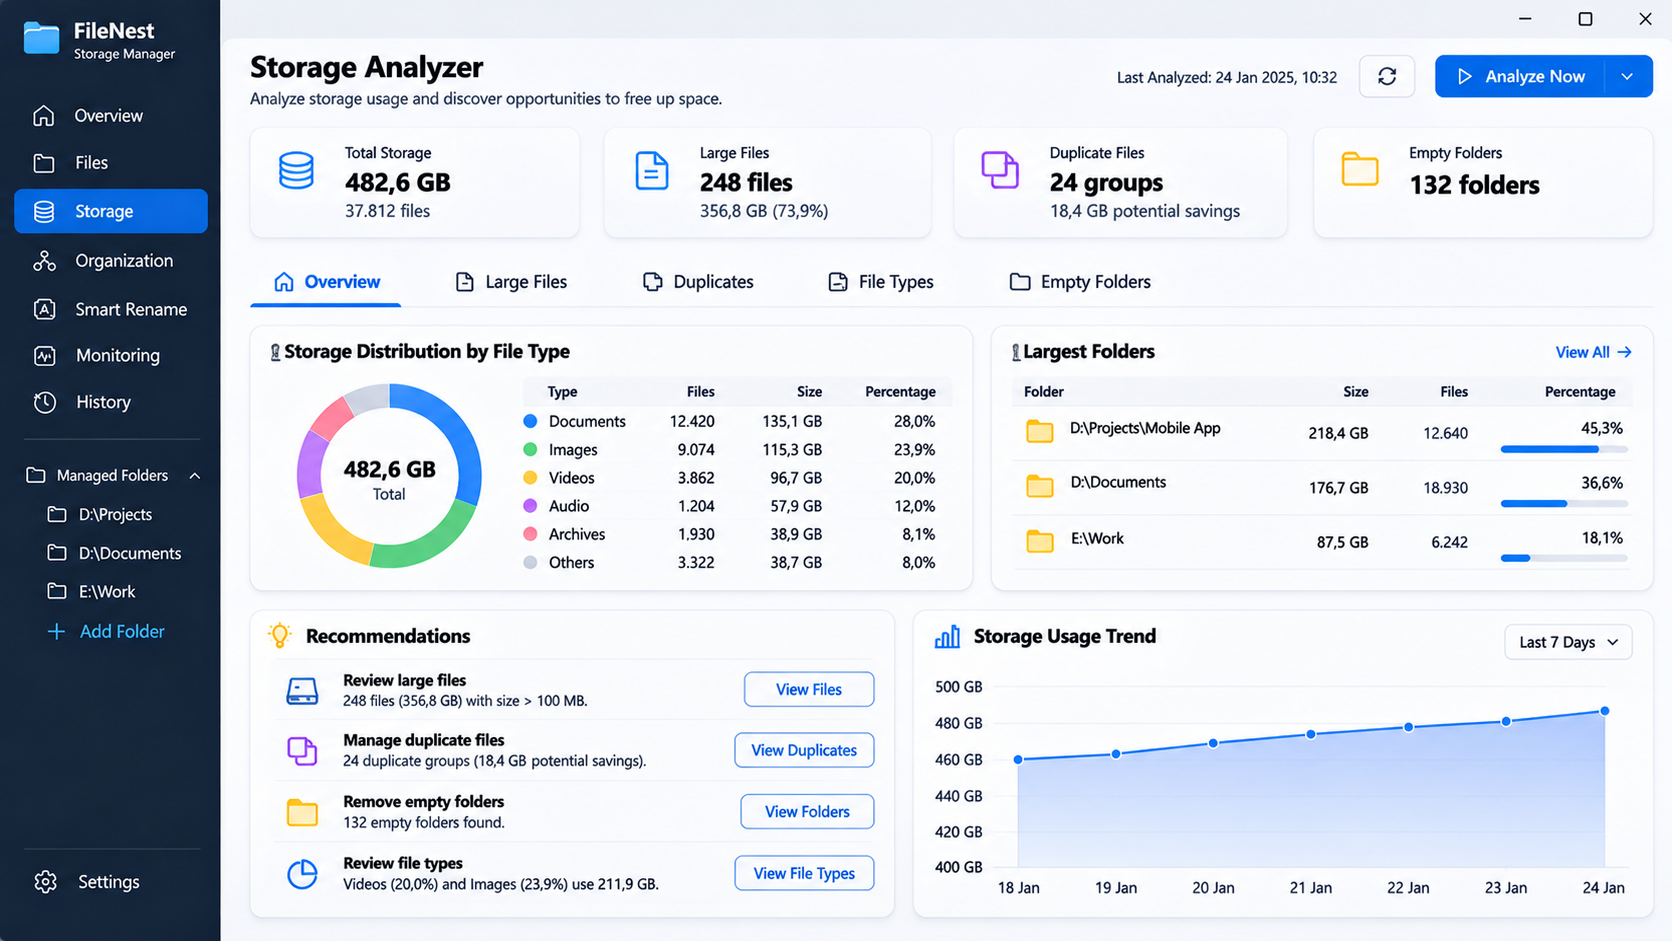 FileNest
Storage Manager
Overview
Files
Storage
Organization
Smart Rename
Monitoring
History
Managed Folders
D:\Projects
D:\Documents
E:\Work
Add Folder
Settings
Storage Analyzer
Analyze storage usage and discover opportunities to free up space.
Last Analyzed: 24 Jan 2025, 10:32
Analyze Now
Total Storage
482,6 GB
37.812 files
Large Files
248 files
356,8 GB (73,9%)
Duplicate Files
24 groups
18,4 GB potential savings
Empty Folders
132 folders
Overview Large Files Duplicates File Types Empty Folders
Storage Distribution by File Type
482,6 GB
Total
Type Files Size Percentage
Documents 12.420 135,1 GB 28,0%
Images 9.074 115,3 GB 23,9%
Videos 3.862 96,7 GB 20,0%
Audio 1.204 57,9 GB 12,0%
Archives 1.930 38,9 GB 8,1%
Others 3.322 38,7 GB 8,0%
Largest Folders
View All
Folder Size Files Percentage
D:\Projects\Mobile App 218,4 GB 12.640 45,3%
D:\Documents 176,7 GB 18.930 36,6%
E:\Work 87,5 GB 6.242 18,1%
Recommendations
Review large files
248 files (356,8 GB) with size > 100 MB.
View Files
Manage duplicate files
24 duplicate groups (18,4 GB potential savings).
View Duplicates
Remove empty folders
132 empty folders found.
View Folders
Review file types
Videos (20,0%) and Images (23,9%) use 211,9 GB.
View File Types
Storage Usage Trend
Last 7 Days
500 GB
480 GB
460 GB
440 GB
420 GB
400 GB
18 Jan 19 Jan 20 Jan 21 Jan 22 Jan 23 Jan 24 Jan